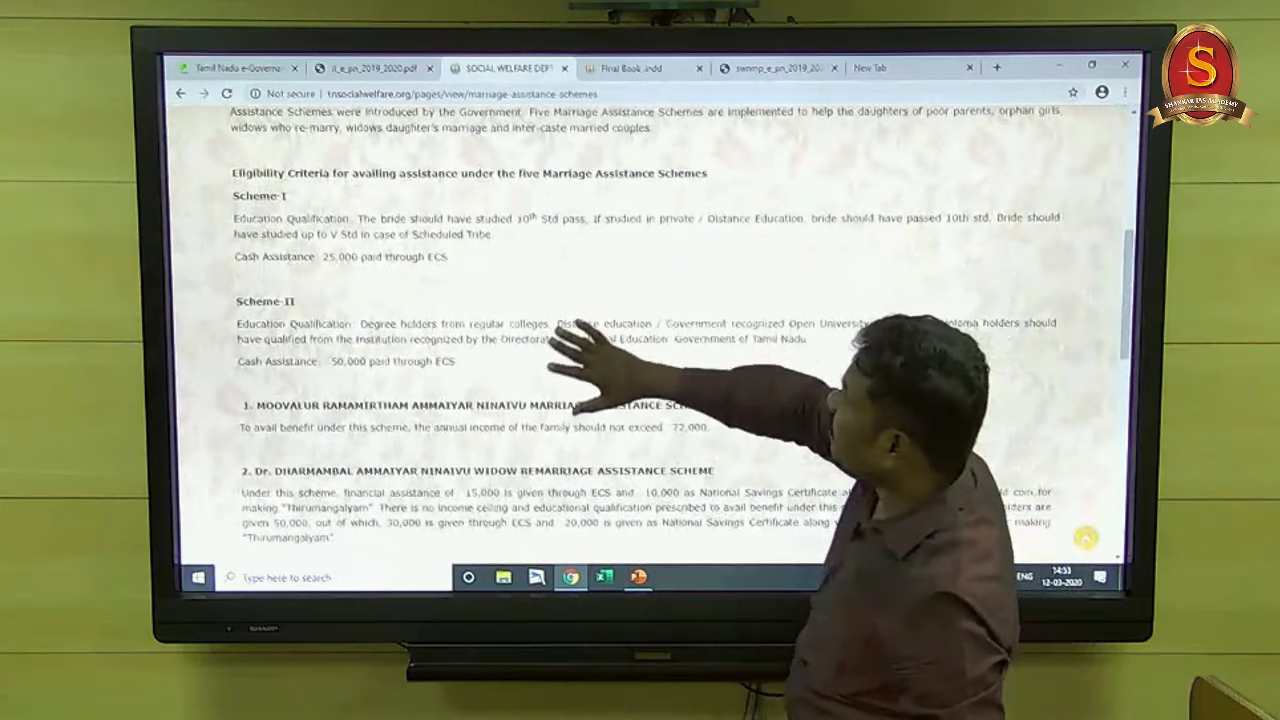 Tamil Nadu e-Governa
it_e_pn_2019_2020.pdf
SOCIAL WELFARE DEPT
Final Book .indd
swnmp_e_pn_2019_202
New Tab
Not secure | tnsocialwelfare.org/pages/view/marriage-assistance-schemes
S
SHANKAR IAS ACADEMY
Assistance Schemes were introduced by the Government. Five Marriage Assistance Schemes are implemented to help the daughters of poor parents, orphan girls,
widows who re-marry, widows daughter's marriage and inter-caste married couples.
Eligibility Criteria for availing assistance under the five Marriage Assistance Schemes
Scheme-I
Education Qualification: The bride should have studied 10th Std pass, If studied in private / Distance Education, bride should have passed 10th std. Bride should
have studied up to V Std in case of Scheduled Tribe.
Cash Assistance 25,000 paid through ECS
Scheme-II
Education Qualification: Degree holders from regular colleges, education / Government recognized Open University holders should
have qualified from the Institution recognized by the Education Government of Tamil Nadu
Cash Assistance 50,000 paid through ECS
1. MOOVALUR RAMAMIRTHAM AMMAIYAR NINAIVU
To avail benefit under this scheme, the annual income of the family should not exceed 72,000.
2. Dr. DHARMAMBAL AMMAIYAR NINAIVU WIDOW REMARRIAGE ASSISTANCE SCHEME
Under this scheme, financial assistance of 15,000 is given through ECS and 10,000 as National Savings Certificate coin for
making "Thirumangalyam" There is no income ceiling and educational qualification prescribed to avail benefit under this are
given 50,000, out of which, 30,000 is given through ECS and 20,000 is given as National Savings Certificate along making
"Thirumangalyam"
Type here to search
ENG
14:53
12-03-2020
SHARP